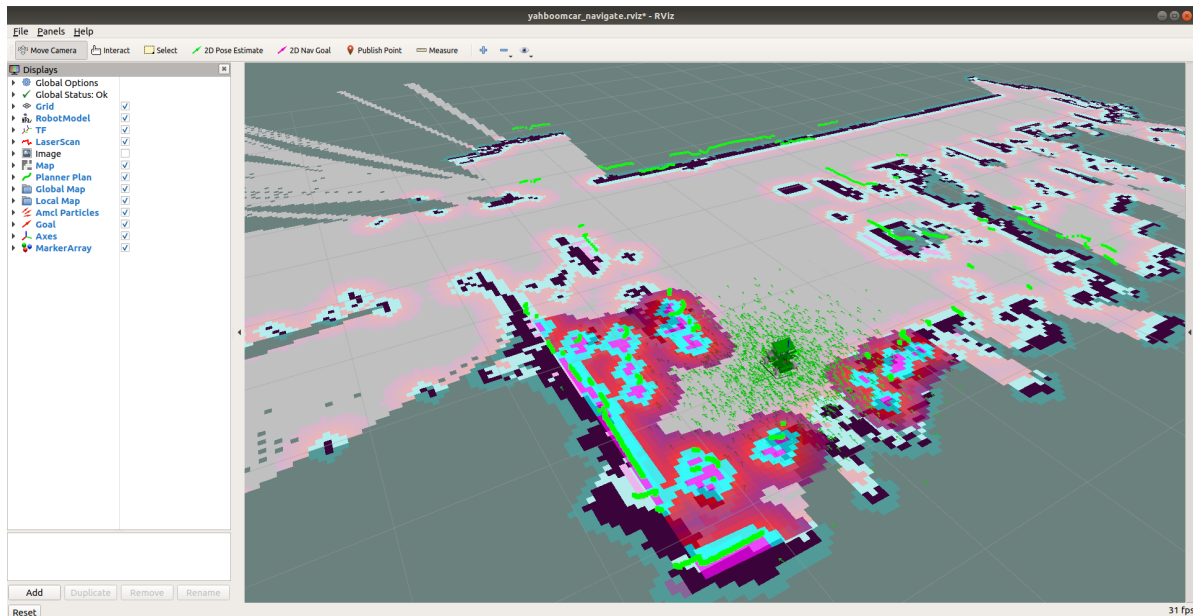 yahboomcar_navigate.rviz* - RViz
File Panels Help
Move Camera Interact Select 2D Pose Estimate 2D Nav Goal Publish Point Measure
Displays
Global Options
Global Status: Ok
Grid
RobotModel
TF
LaserScan
Image
Map
Planner Plan
Global Map
Local Map
Amcl Particles
Goal
Axes
MarkerArray
Add Duplicate Remove Rename
Reset
31 fps